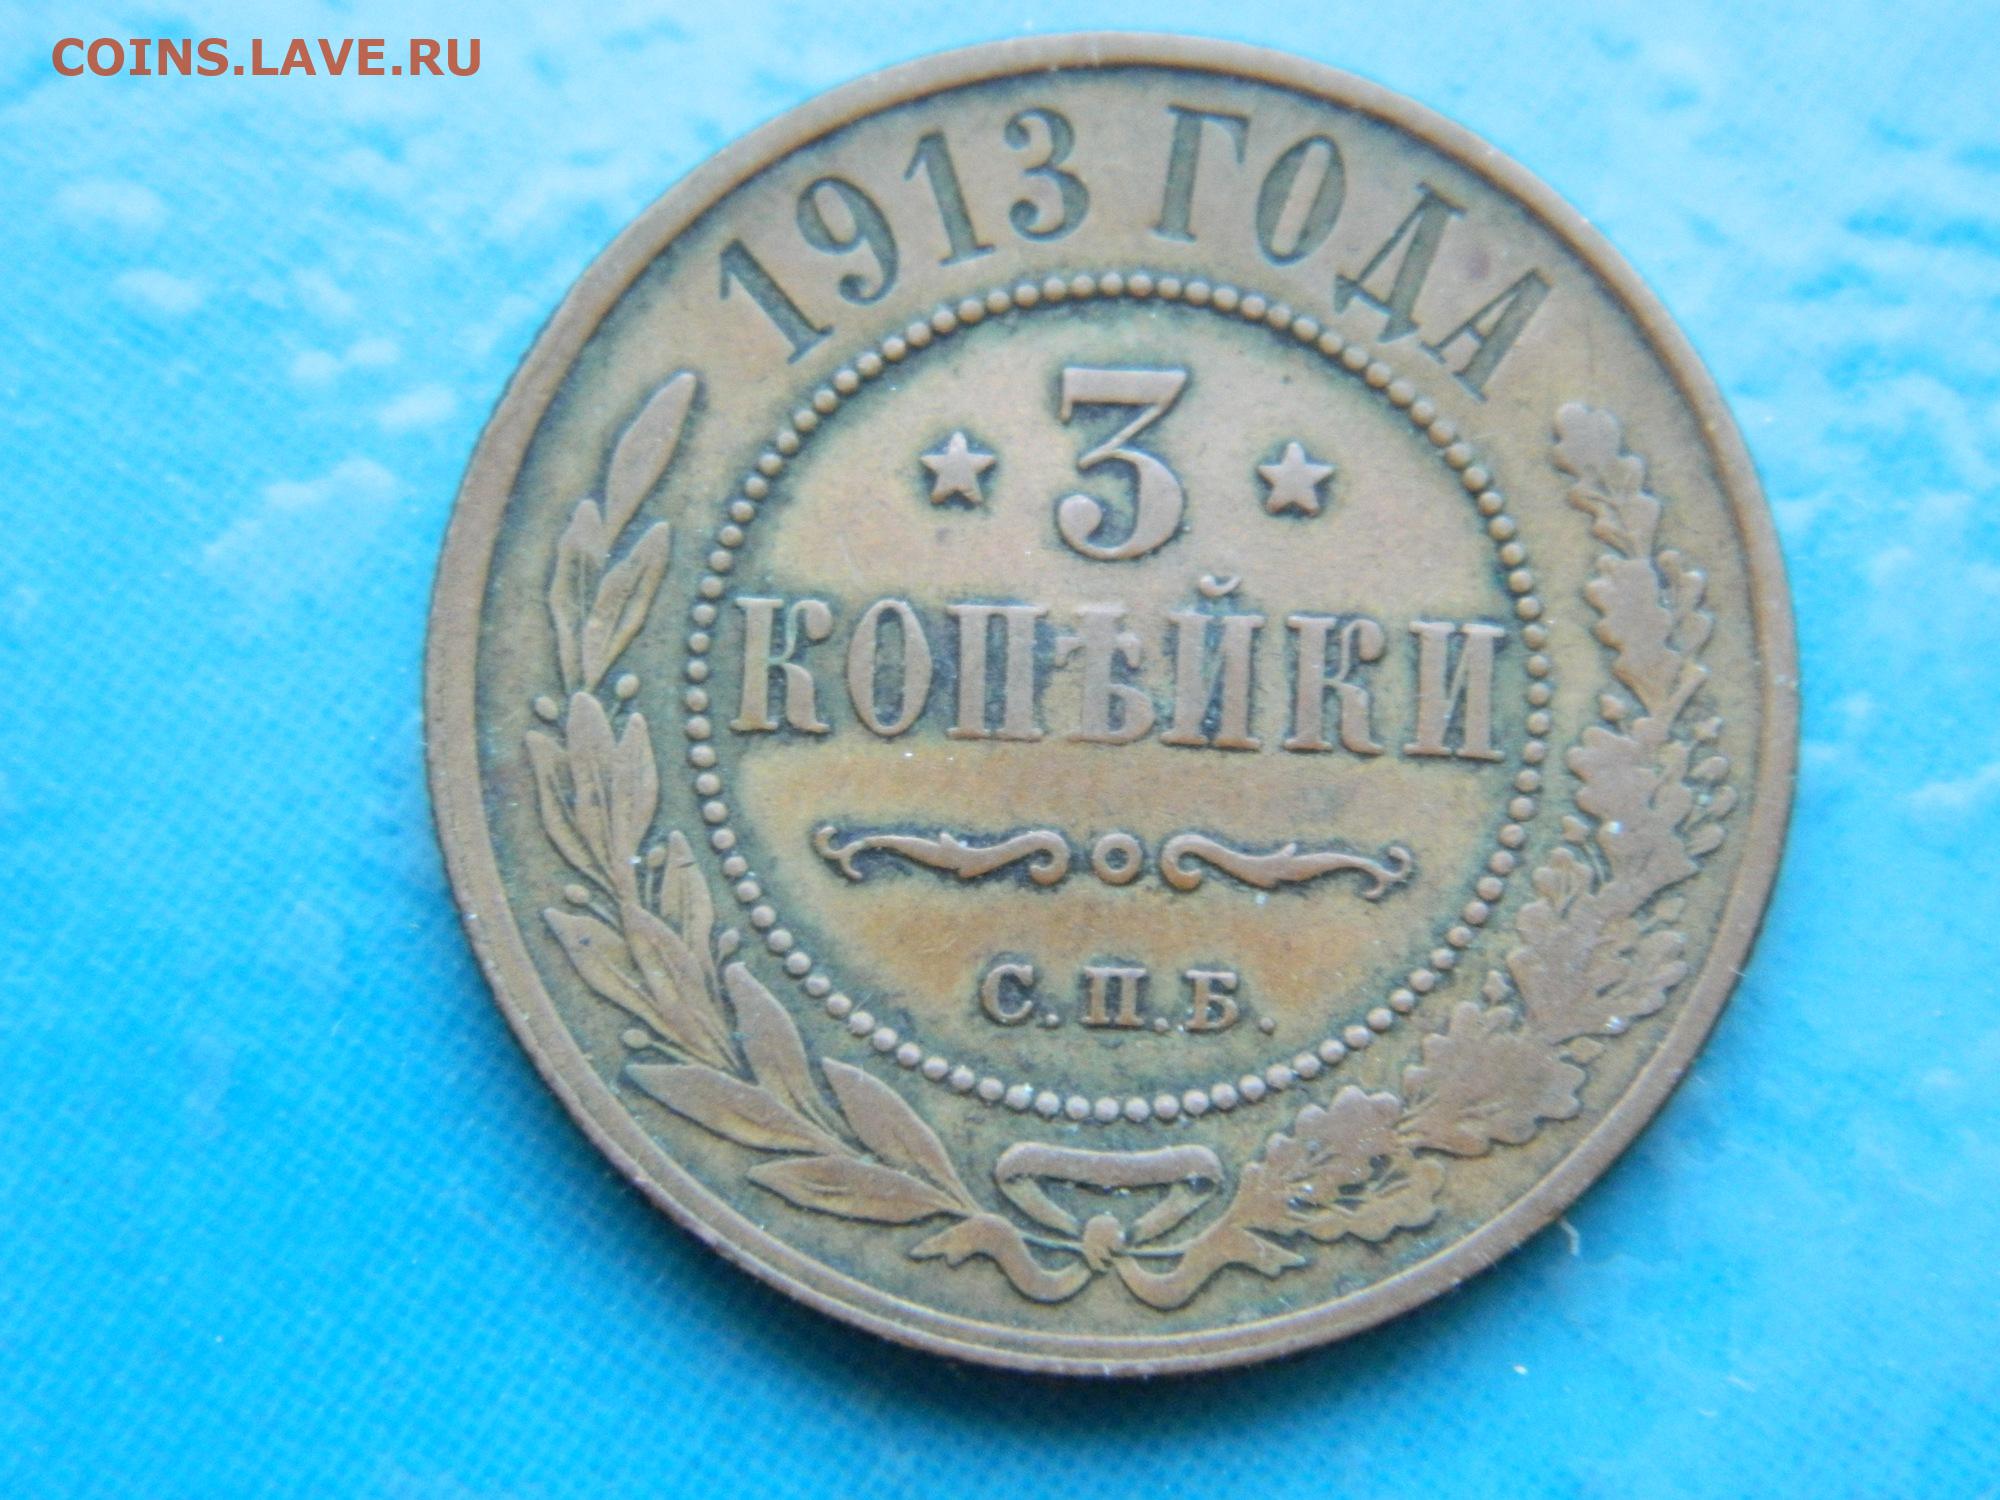 COINS.LAVE.RU
1913 ГОДА
3
КОПѢЙКИ
С.П.Б.